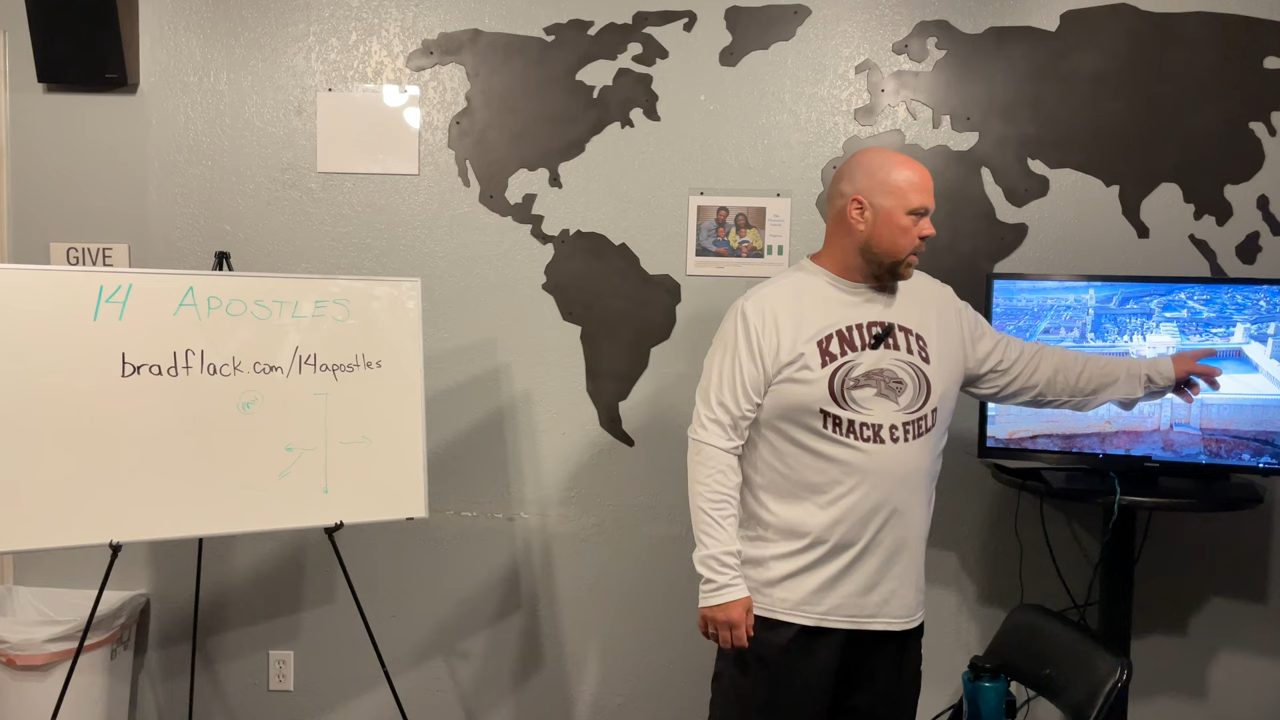 GIVE
14 APOSTLES
bradflack.com/14apostles
KNIGHTS
TRACK & FIELD